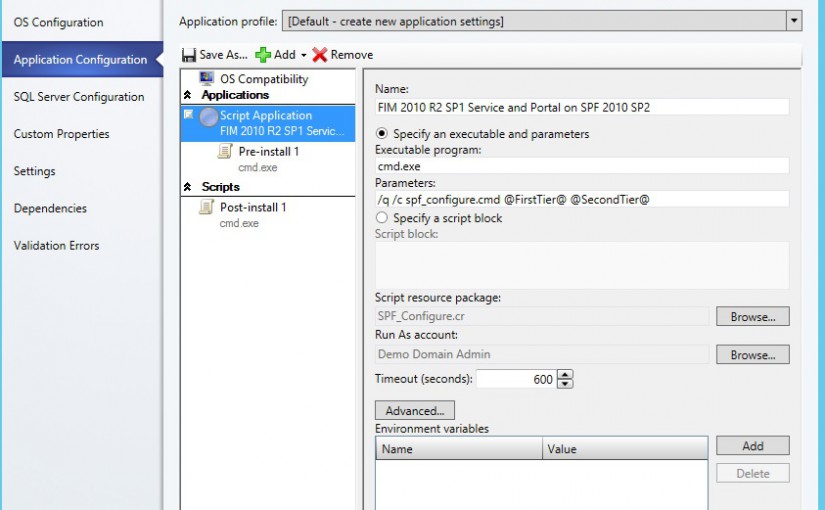 OS Configuration
Application Configuration
SQL Server Configuration
Custom Properties
Settings
Dependencies
Validation Errors
Application profile: [Default - create new application settings]
Save As... Add Remove
OS Compatibility
Applications
Script Application
FIM 2010 R2 SP1 Servic...
Pre-install 1
cmd.exe
Scripts
Post-install 1
cmd.exe
Name:
FIM 2010 R2 SP1 Service and Portal on SPF 2010 SP2
Specify an executable and parameters
Executable program:
cmd.exe
Parameters:
/q /c spf_configure.cmd @FirstTier@ @SecondTier@
Specify a script block
Script block:
Script resource package:
SPF_Configure.cr Browse...
Run As account:
Demo Domain Admin Browse...
Timeout (seconds): 600
Advanced...
Environment variables
Name Value Add
Delete